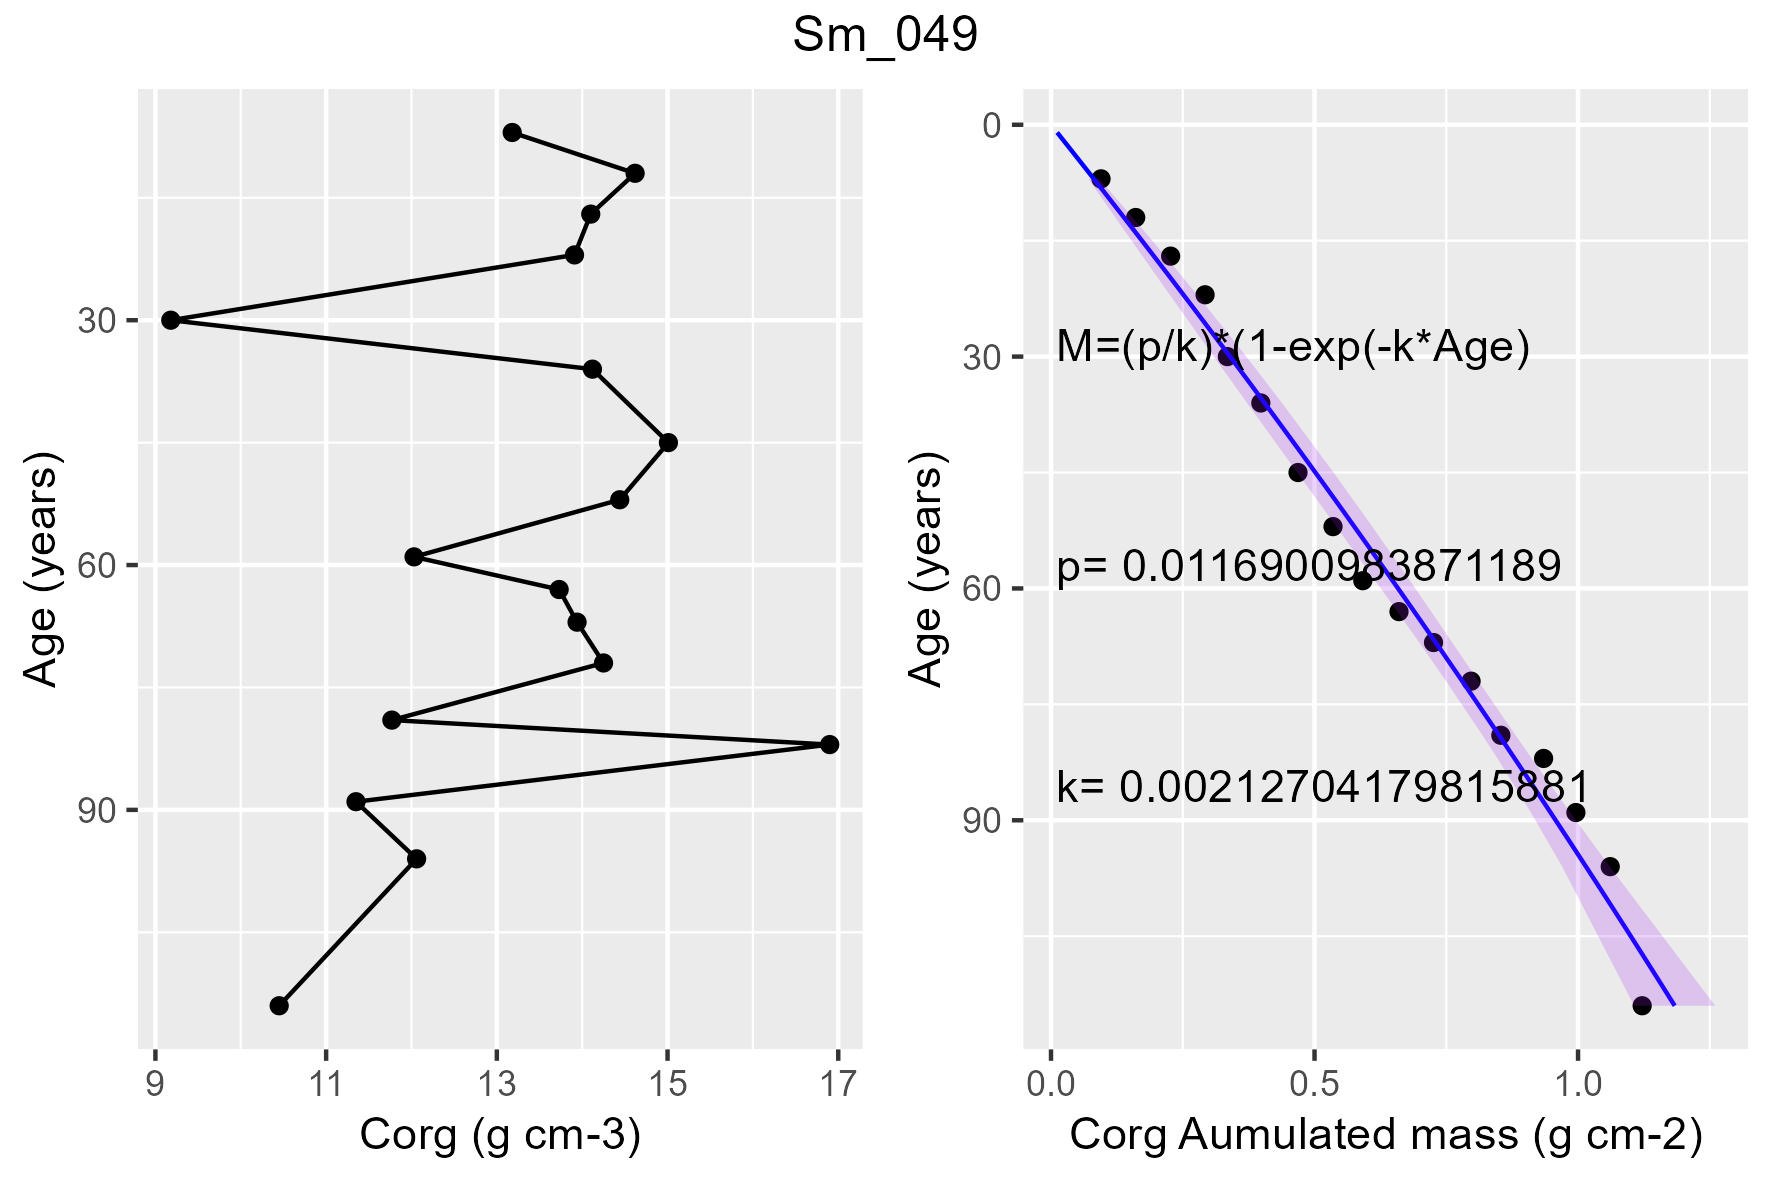 Sm_049
30
60
90
9
11
13
15
17
Age (years)
Corg (g cm-3)
0
30
60
90
0.0
0.5
1.0
Age (years)
Corg Aumulated mass (g cm-2)
M=(p/k)*(1-exp(-k*Age)
p= 0.0116900983871189
k= 0.00212704179815881